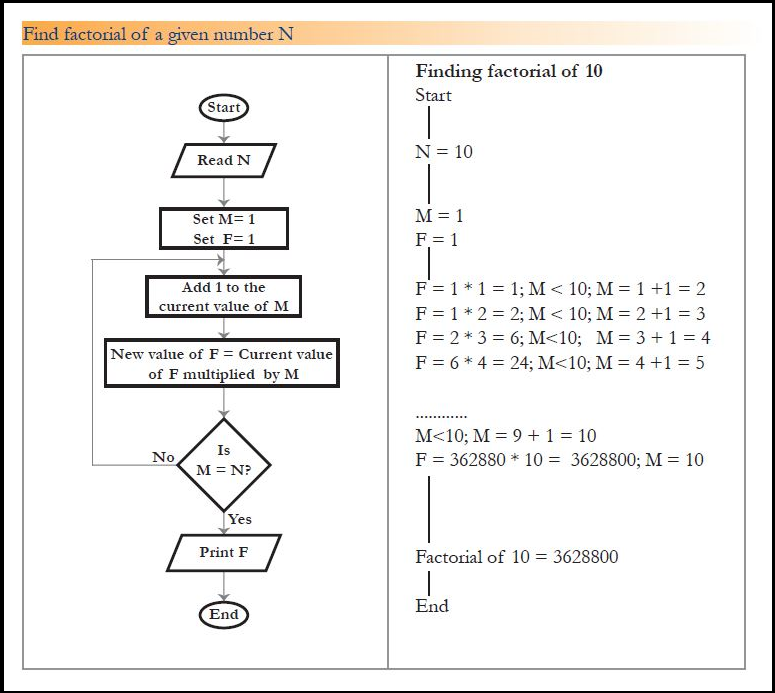 Find factorial of a given number N
Start
Read N
Set M= 1
Set F= 1
Add 1 to the
current value of M
New value of F = Current value
of F multiplied by M
Is
M = N?
No
Yes
Print F
End
Finding factorial of 10
Start
N = 10
M = 1
F = 1
F = 1 * 1 = 1; M < 10; M = 1 +1 = 2
F = 1 * 2 = 2; M < 10; M = 2 +1 = 3
F = 2 * 3 = 6; M<10; M = 3 + 1 = 4
F = 6 * 4 = 24; M<10; M = 4 +1 = 5
............
M<10; M = 9 + 1 = 10
F = 362880 * 10 = 3628800; M = 10
Factorial of 10 = 3628800
End